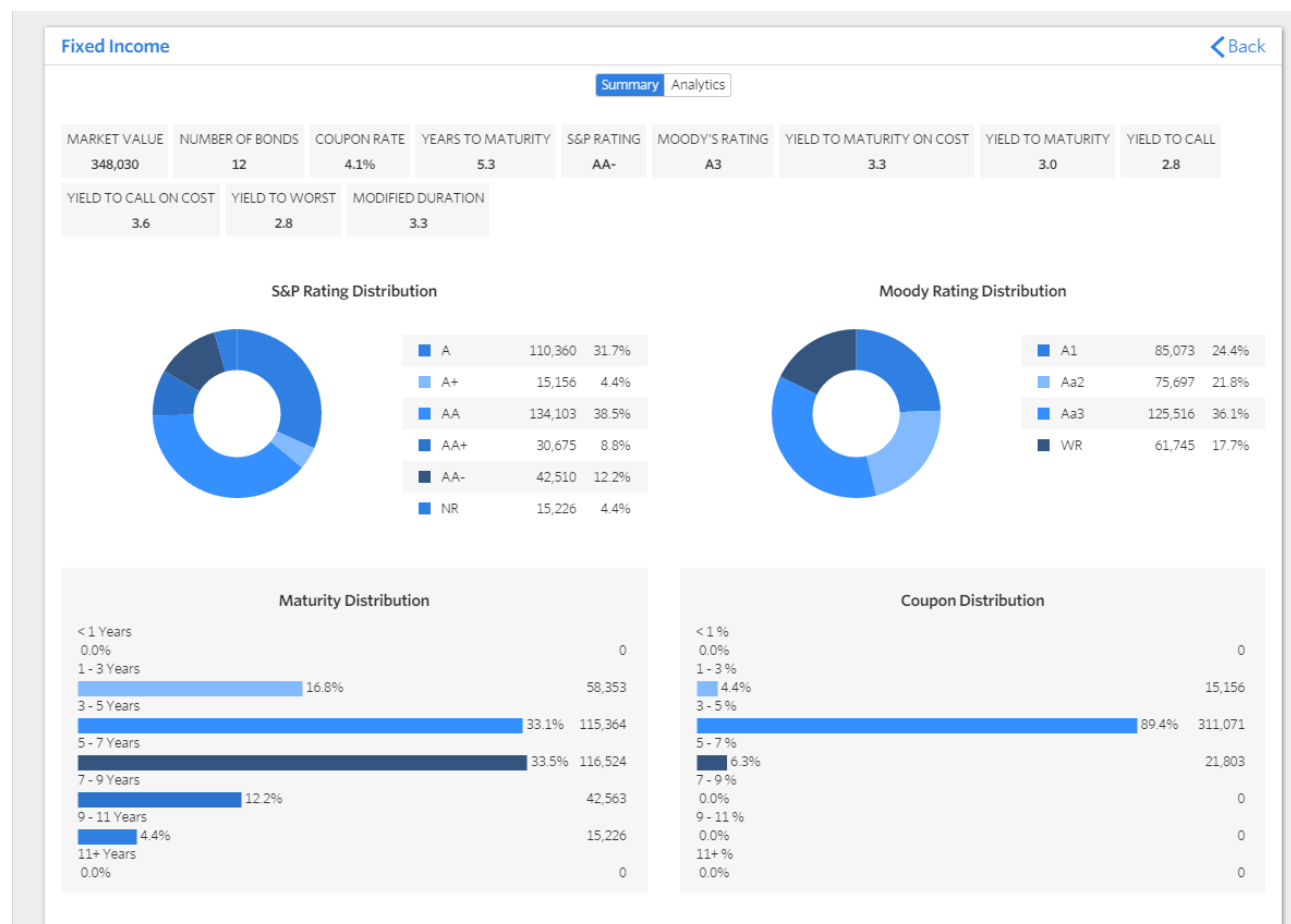 Fixed Income
Back
Summary Analytics
MARKET VALUE NUMBER OF BONDS COUPON RATE YEARS TO MATURITY S&P RATING MOODY'S RATING YIELD TO MATURITY ON COST YIELD TO MATURITY YIELD TO CALL
348,030 12 4.1% 5.3 AA- A3 3.3 3.0 2.8
YIELD TO CALL ON COST YIELD TO WORST MODIFIED DURATION
3.6 2.8 3.3
S&P Rating Distribution
A 110,360 31.7%
A+ 15,156 4.4%
AA 134,103 38.5%
AA+ 30,675 8.8%
AA- 42,510 12.2%
NR 15,226 4.4%
Moody Rating Distribution
A1 85,073 24.4%
Aa2 75,697 21.8%
Aa3 125,516 36.1%
WR 61,745 17.7%
Maturity Distribution
< 1 Years
0.0% 0
1 - 3 Years
16.8% 58,353
3 - 5 Years
33.1% 115,364
5 - 7 Years
33.5% 116,524
7 - 9 Years
12.2% 42,563
9 - 11 Years
4.4% 15,226
11+ Years
0.0% 0
Coupon Distribution
< 1 %
0.0% 0
1 - 3 %
4.4% 15,156
3 - 5 %
89.4% 311,071
5 - 7 %
6.3% 21,803
7 - 9 %
0.0% 0
9 - 11 %
0.0% 0
11+ %
0.0% 0